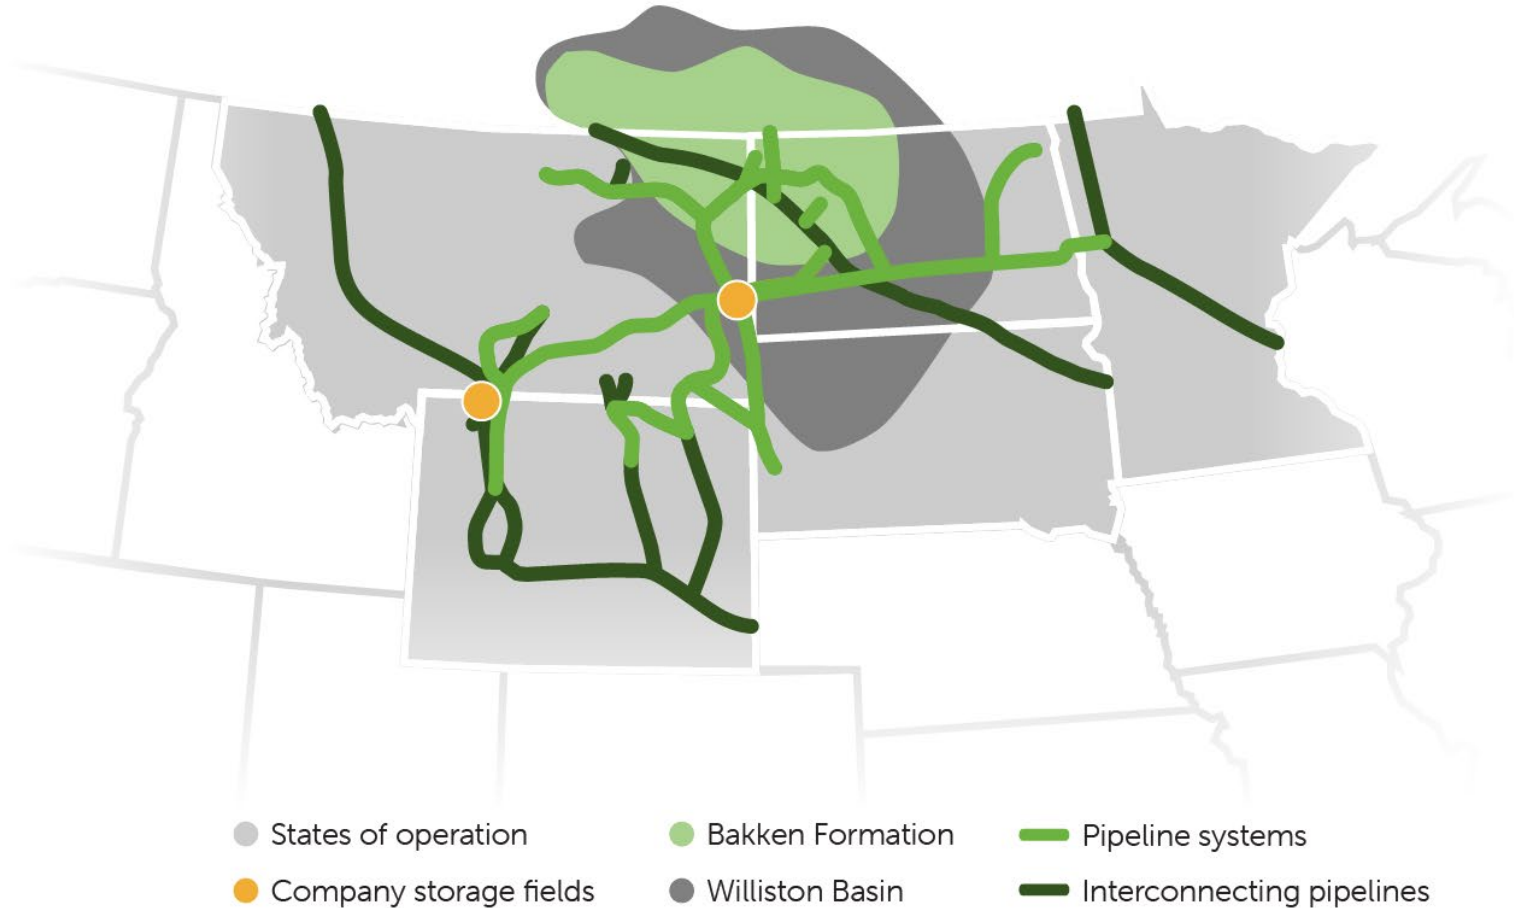 States of operation
Bakken Formation
Pipeline systems
Company storage fields
Williston Basin
Interconnecting pipelines